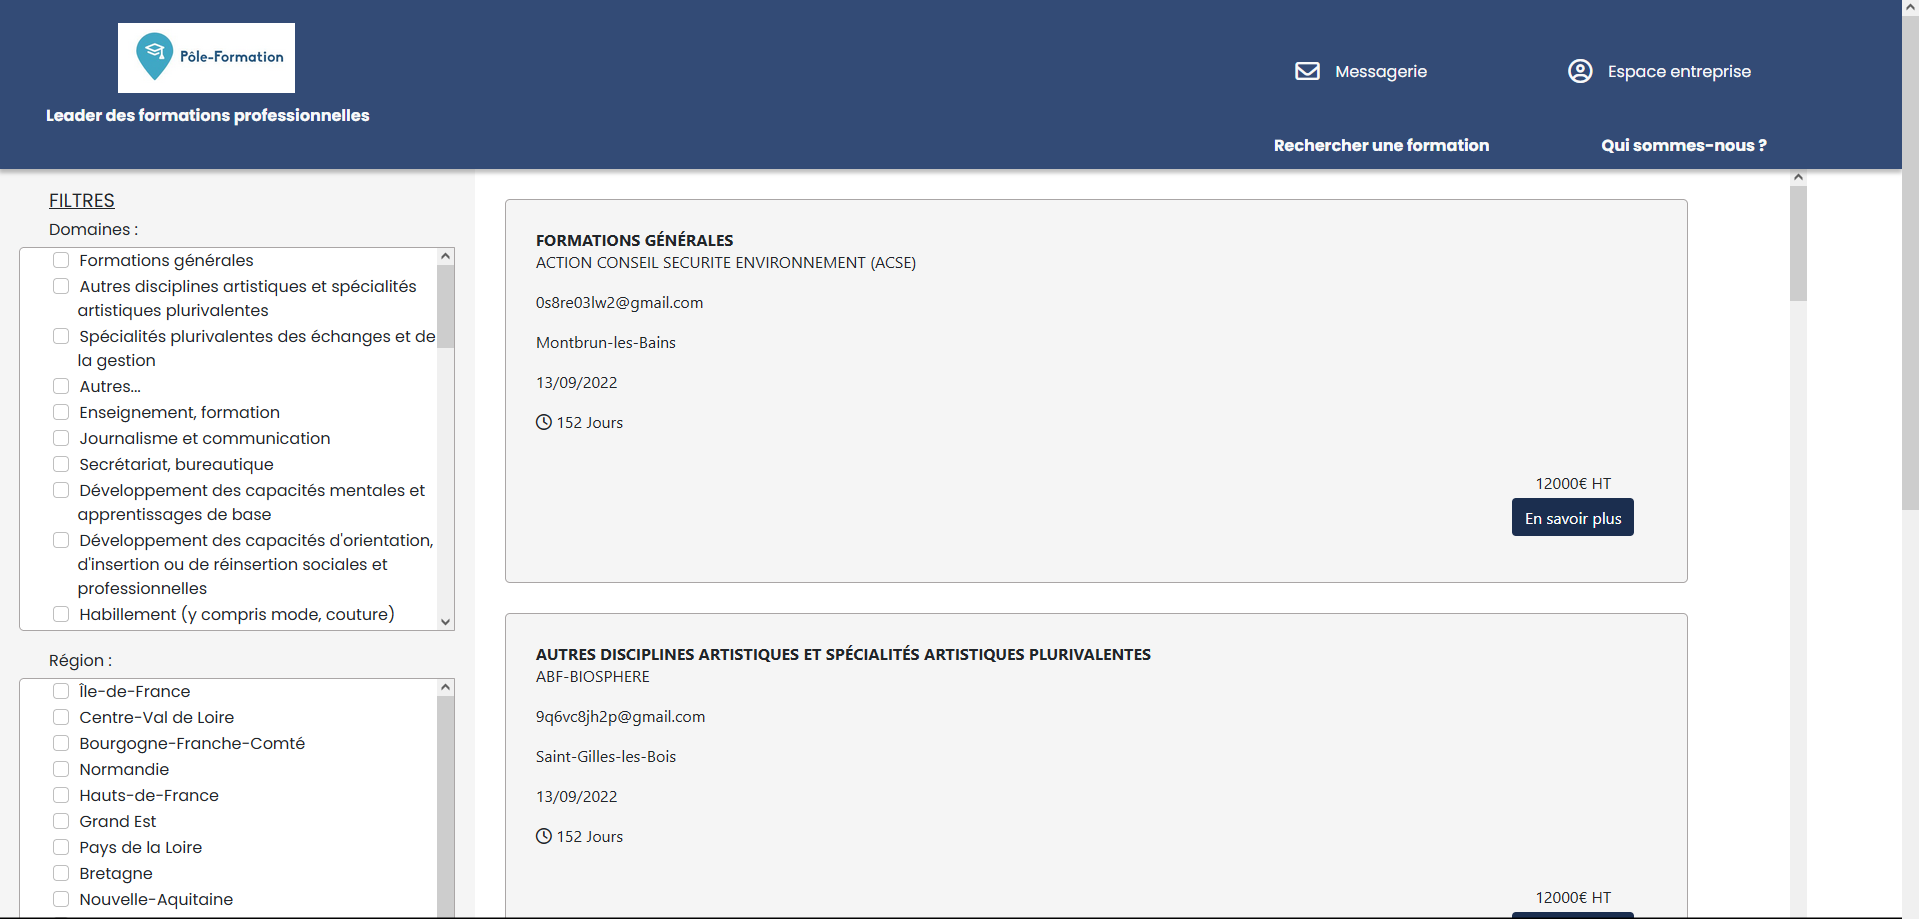 Pôle-Formation
Leader des formations professionnelles
Messagerie
Espace entreprise
Rechercher une formation
Qui sommes-nous ?
FILTRES
Domaines :
Formations générales
Autres disciplines artistiques et spécialités
artistiques plurivalentes
Spécialités plurivalentes des échanges et de
la gestion
Autres...
Enseignement, formation
Journalisme et communication
Secrétariat, bureautique
Développement des capacités mentales et
apprentissages de base
Développement des capacités d'orientation,
d'insertion ou de réinsertion sociales et
professionnelles
Habillement (y compris mode, couture)
Région :
Île-de-France
Centre-Val de Loire
Bourgogne-Franche-Comté
Normandie
Hauts-de-France
Grand Est
Pays de la Loire
Bretagne
Nouvelle-Aquitaine
FORMATIONS GÉNÉRALES
ACTION CONSEIL SECURITE ENVIRONNEMENT (ACSE)
0s8re03lw2@gmail.com
Montbrun-les-Bains
13/09/2022
152 Jours
12000€ HT
En savoir plus
AUTRES DISCIPLINES ARTISTIQUES ET SPÉCIALITÉS ARTISTIQUES PLURIVALENTES
ABF-BIOSPHERE
9q6vc8jh2p@gmail.com
Saint-Gilles-les-Bois
13/09/2022
152 Jours
12000€ HT